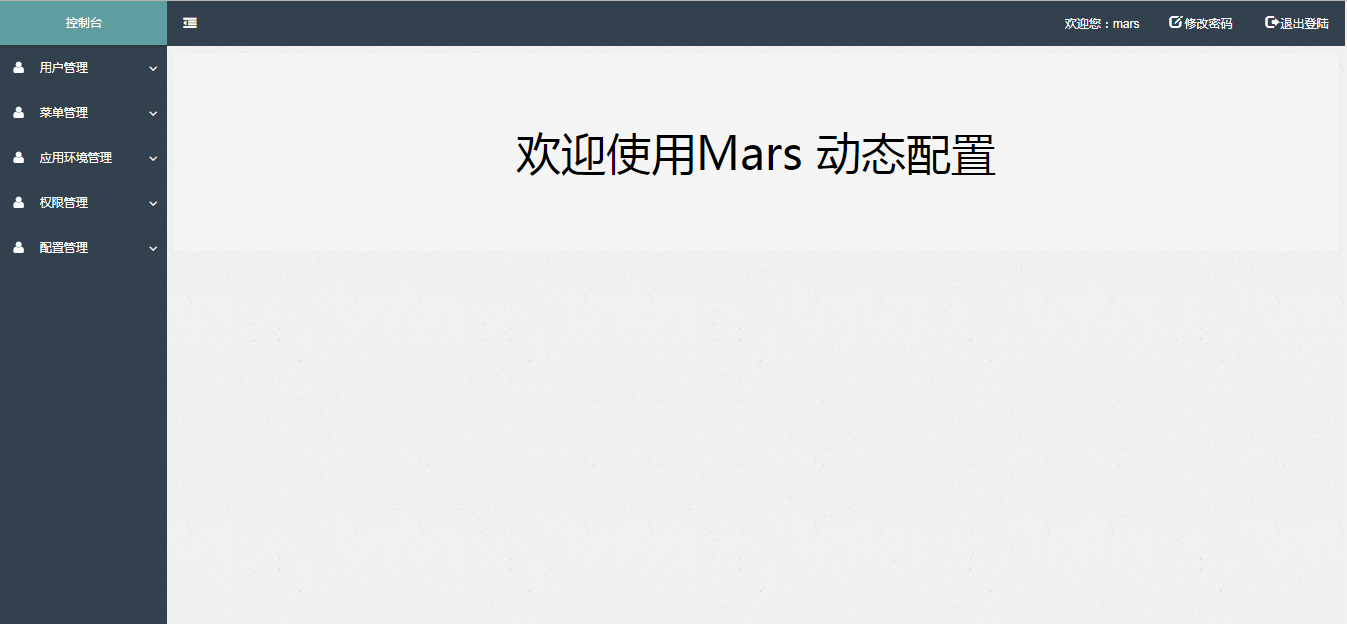 控制台
欢迎您：mars
修改密码
退出登陆
用户管理
菜单管理
应用环境管理
权限管理
配置管理
欢迎使用Mars 动态配置